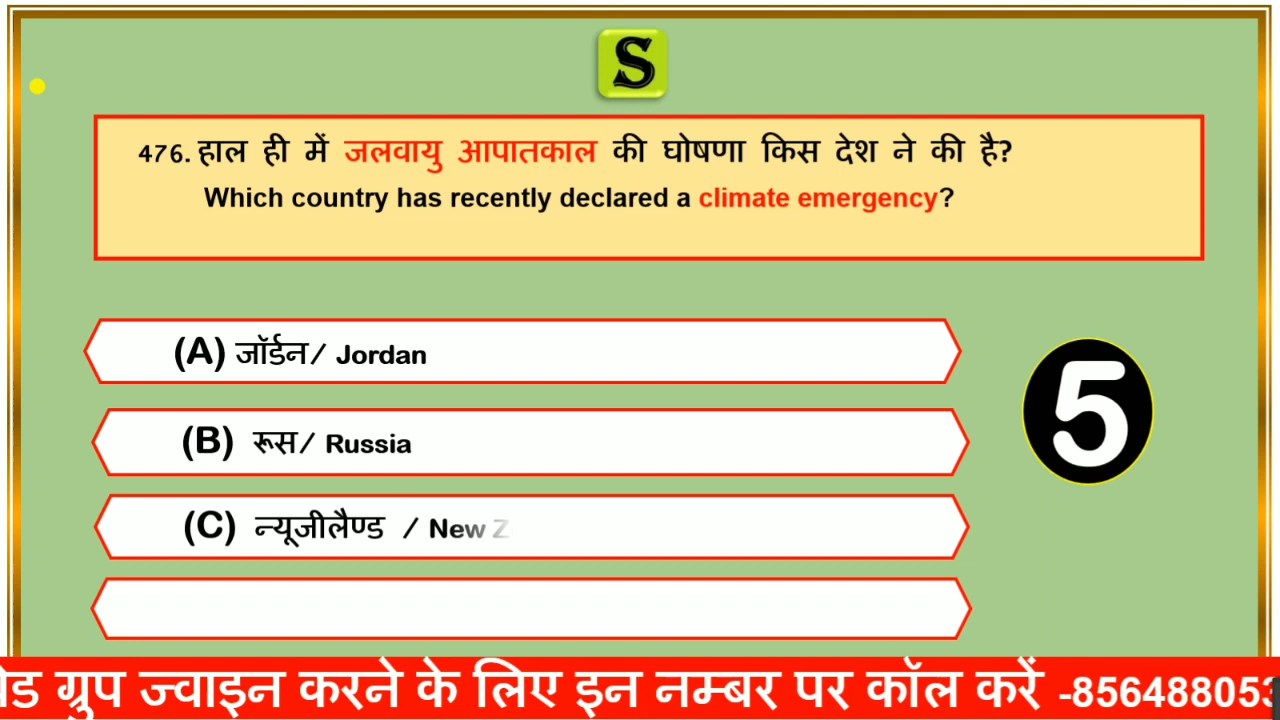 S
476. हाल ही में जलवायु आपातकाल की घोषणा किस देश ने की है?
Which country has recently declared a climate emergency?
(A) जॉर्डन/ Jordan
(B) रूस/ Russia
5
(C) न्यूजीलैण्ड / New Z
ग्रुप ज्वाइन करने के लिए इन नम्बर पर कॉल करें -856488053